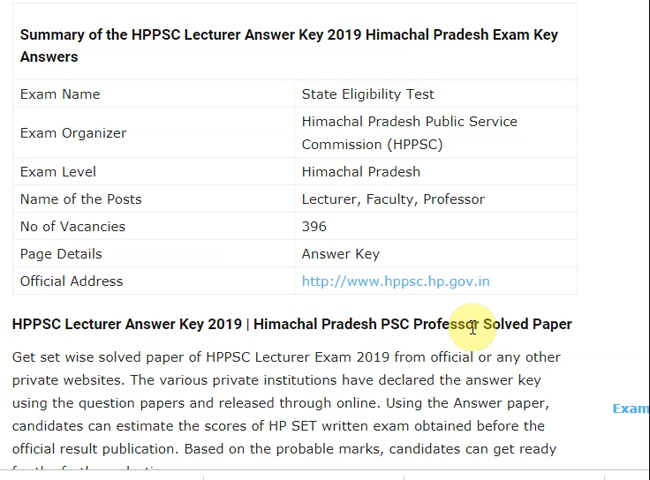 Summary of the HPPSC Lecturer Answer Key 2019 Himachal Pradesh Exam Key
Answers
Exam Name State Eligibility Test
Exam Organizer Himachal Pradesh Public Service
Commission (HPPSC)
Exam Level Himachal Pradesh
Name of the Posts Lecturer, Faculty, Professor
No of Vacancies 396
Page Details Answer Key
Official Address http://www.hppsc.hp.gov.in
HPPSC Lecturer Answer Key 2019 | Himachal Pradesh PSC Professor Solved Paper
Get set wise solved paper of HPPSC Lecturer Exam 2019 from official or any other
private websites. The various private institutions have declared the answer key
using the question papers and released through online. Using the Answer paper,
candidates can estimate the scores of HP SET written exam obtained before the
official result publication. Based on the probable marks, candidates can get ready
Exam